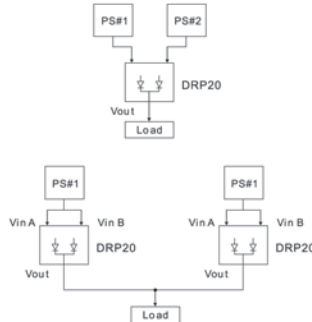 PS#1 PS#2
DRP20
Vout
Load
PS#1 PS#1
Vin A Vin B Vin A Vin B
DRP20 DRP20
Vout Vout
Load